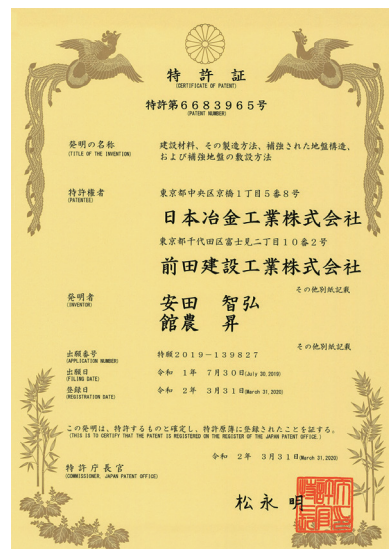 特許証
(CERTIFICATE OF PATENT)
特許第6683965号
(PATENT NUMBER)
発明の名称
(TITLE OF THE INVENTION)
建設材料、その製造方法、補強された地盤構造、
および補強地盤の敷設方法
特許権者
(PATENTEE)
東京都中央区京橋1丁目5番8号
日本冶金工業株式会社
東京都千代田区富士見二丁目10番2号
前田建設工業株式会社
その他別紙記載
発明者
(INVENTOR)
安田 智弘
館農 昇
その他別紙記載
出願番号
(APPLICATION NUMBER)
特願2019-139827
出願日
(FILING DATE)
令和 1年 7月30日(July 30,2019)
登録日
(REGISTRATION DATE)
令和 2年 3月31日(March 31,2020)
この発明は、特許するものと確定し、特許原簿に登録されたことを証する。
(THIS IS TO CERTIFY THAT THE PATENT IS REGISTERED ON THE REGISTER OF THE JAPAN PATENT OFFICE.)
令和 2年 3月31日(March 31,2020)
特許庁長官
(COMMISSIONER, JAPAN PATENT OFFICE)
松永 明